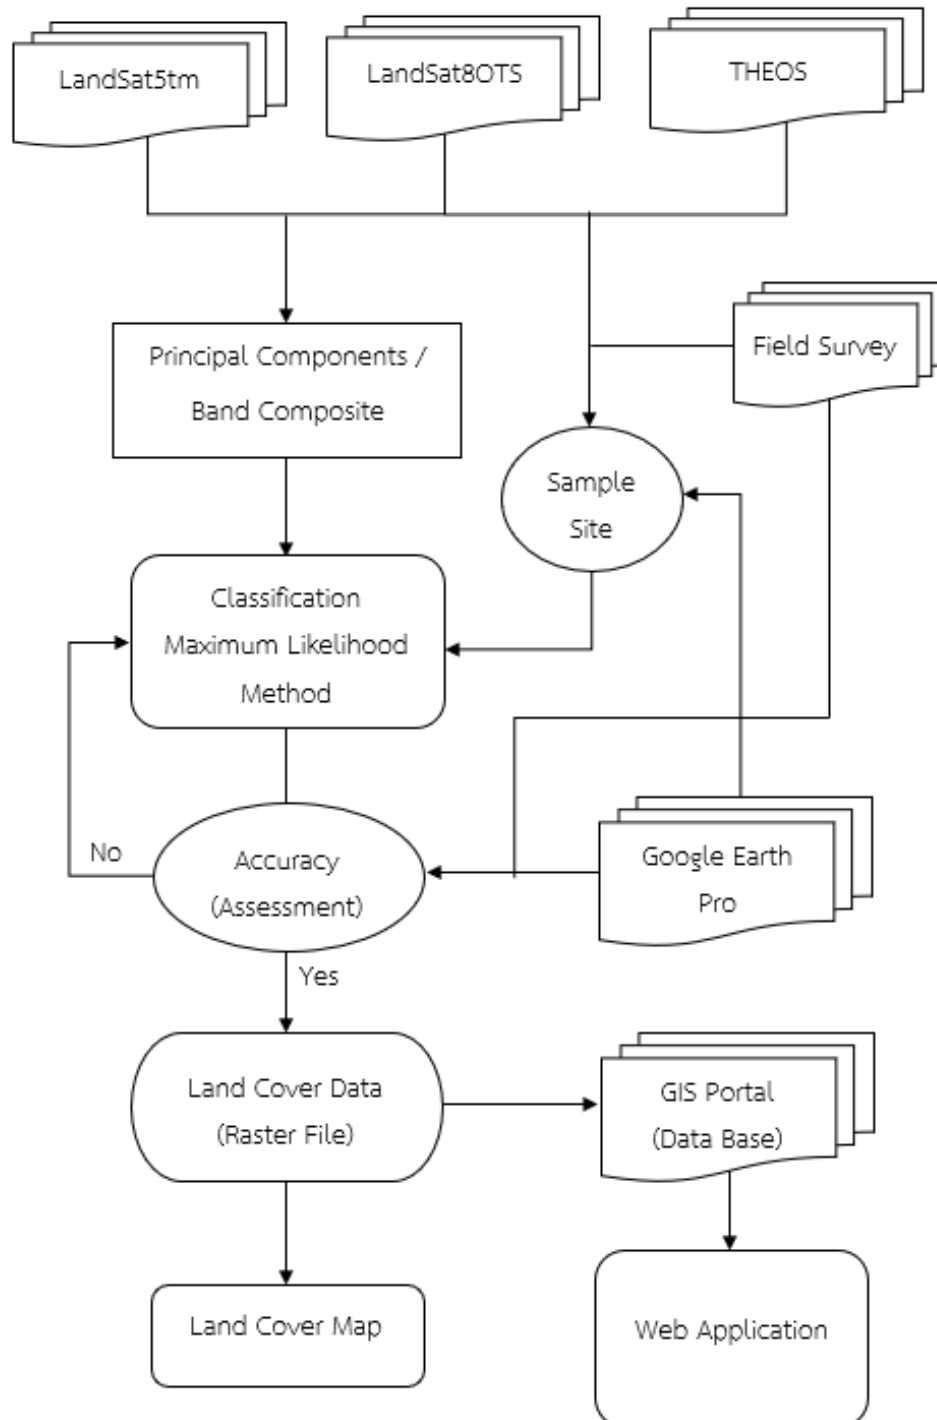 LandSat5tm
LandSat8OTS
THEOS
Principal Components /
Band Composite
Field Survey
Sample
Site
Classification
Maximum Likelihood
Method
No
Accuracy
(Assessment)
Google Earth
Pro
Yes
Land Cover Data
(Raster File)
GIS Portal
(Data Base)
Land Cover Map
Web Application